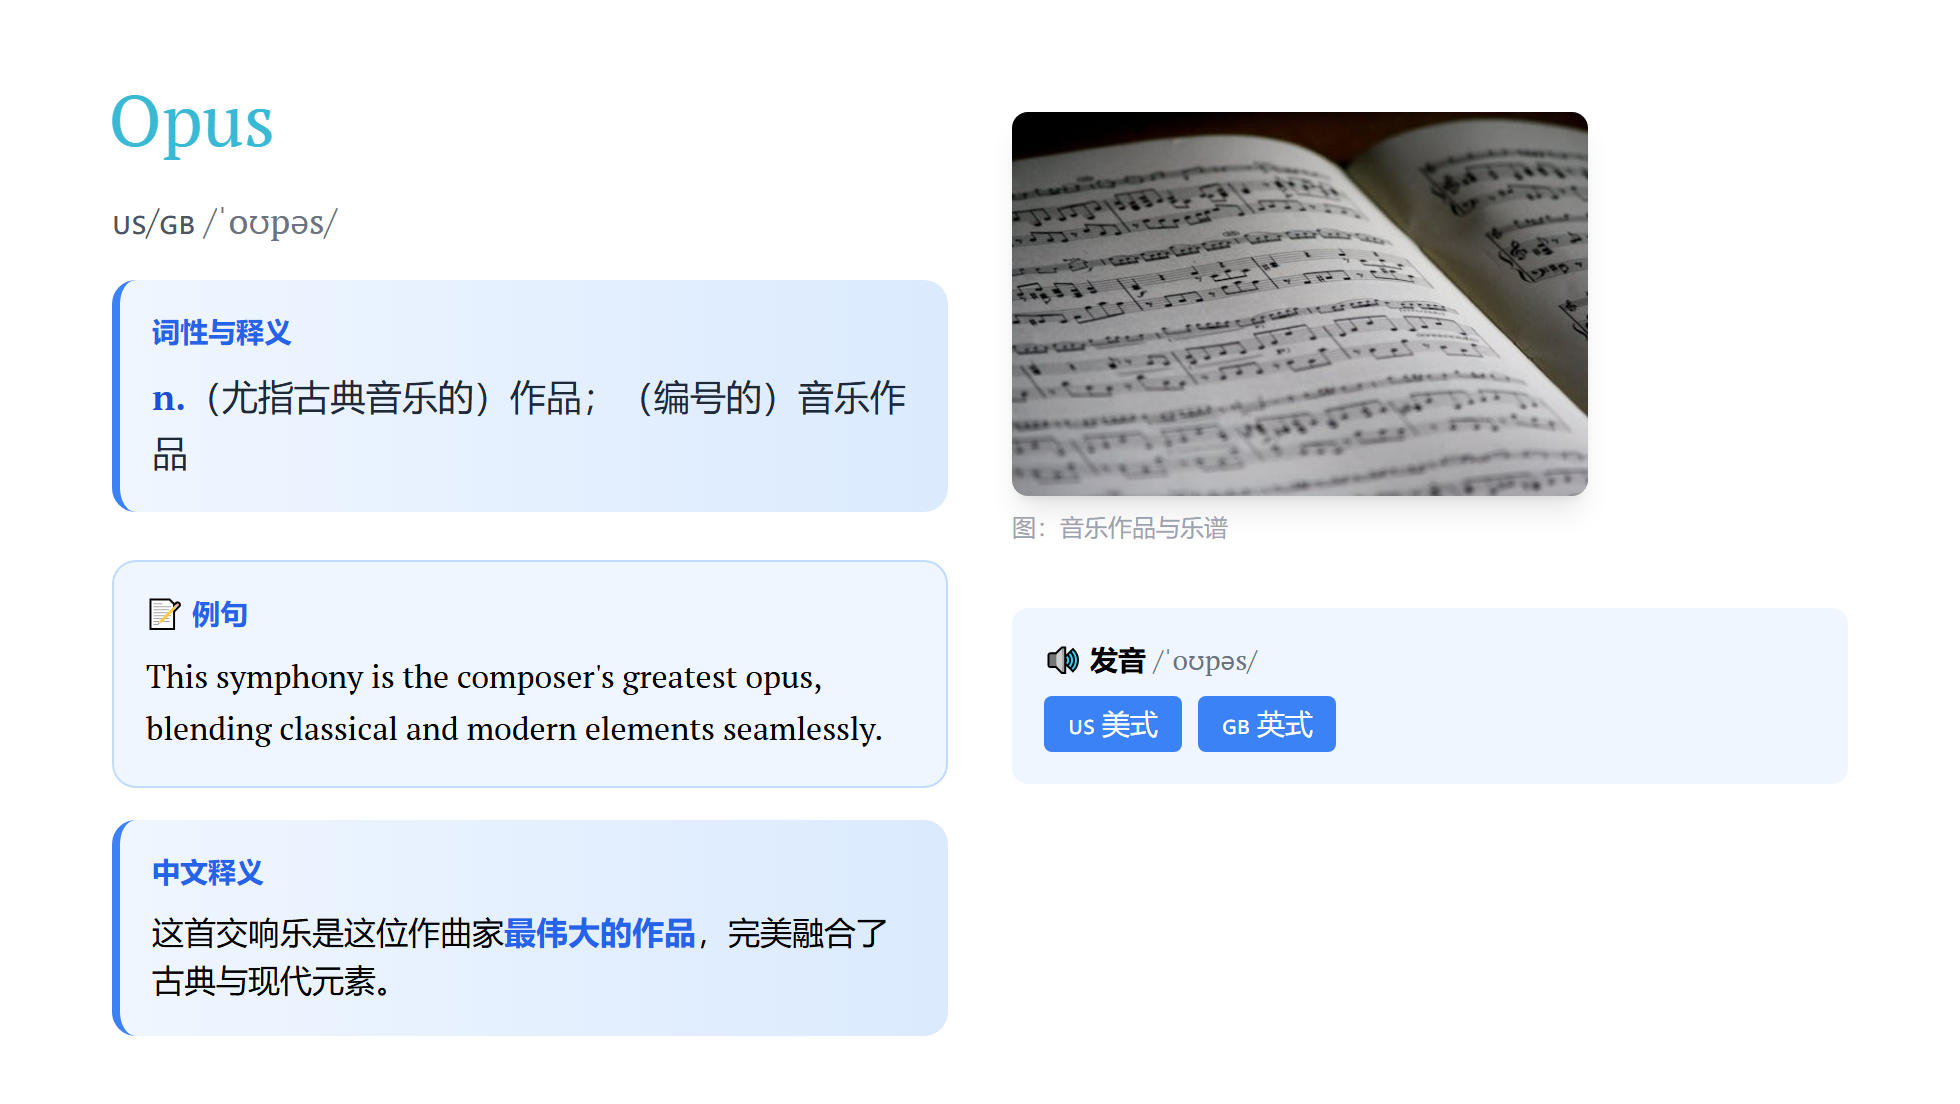 Opus
US/GB /ˈoʊpəs/
词性与释义
n.（尤指古典音乐的）作品；（编号的）音乐作
品
📝 例句
This symphony is the composer's greatest opus,
blending classical and modern elements seamlessly.
中文释义
这首交响乐是这位作曲家最伟大的作品，完美融合了
古典与现代元素。
图：音乐作品与乐谱
🔊 发音 /ˈoʊpəs/
US 美式
GB 英式